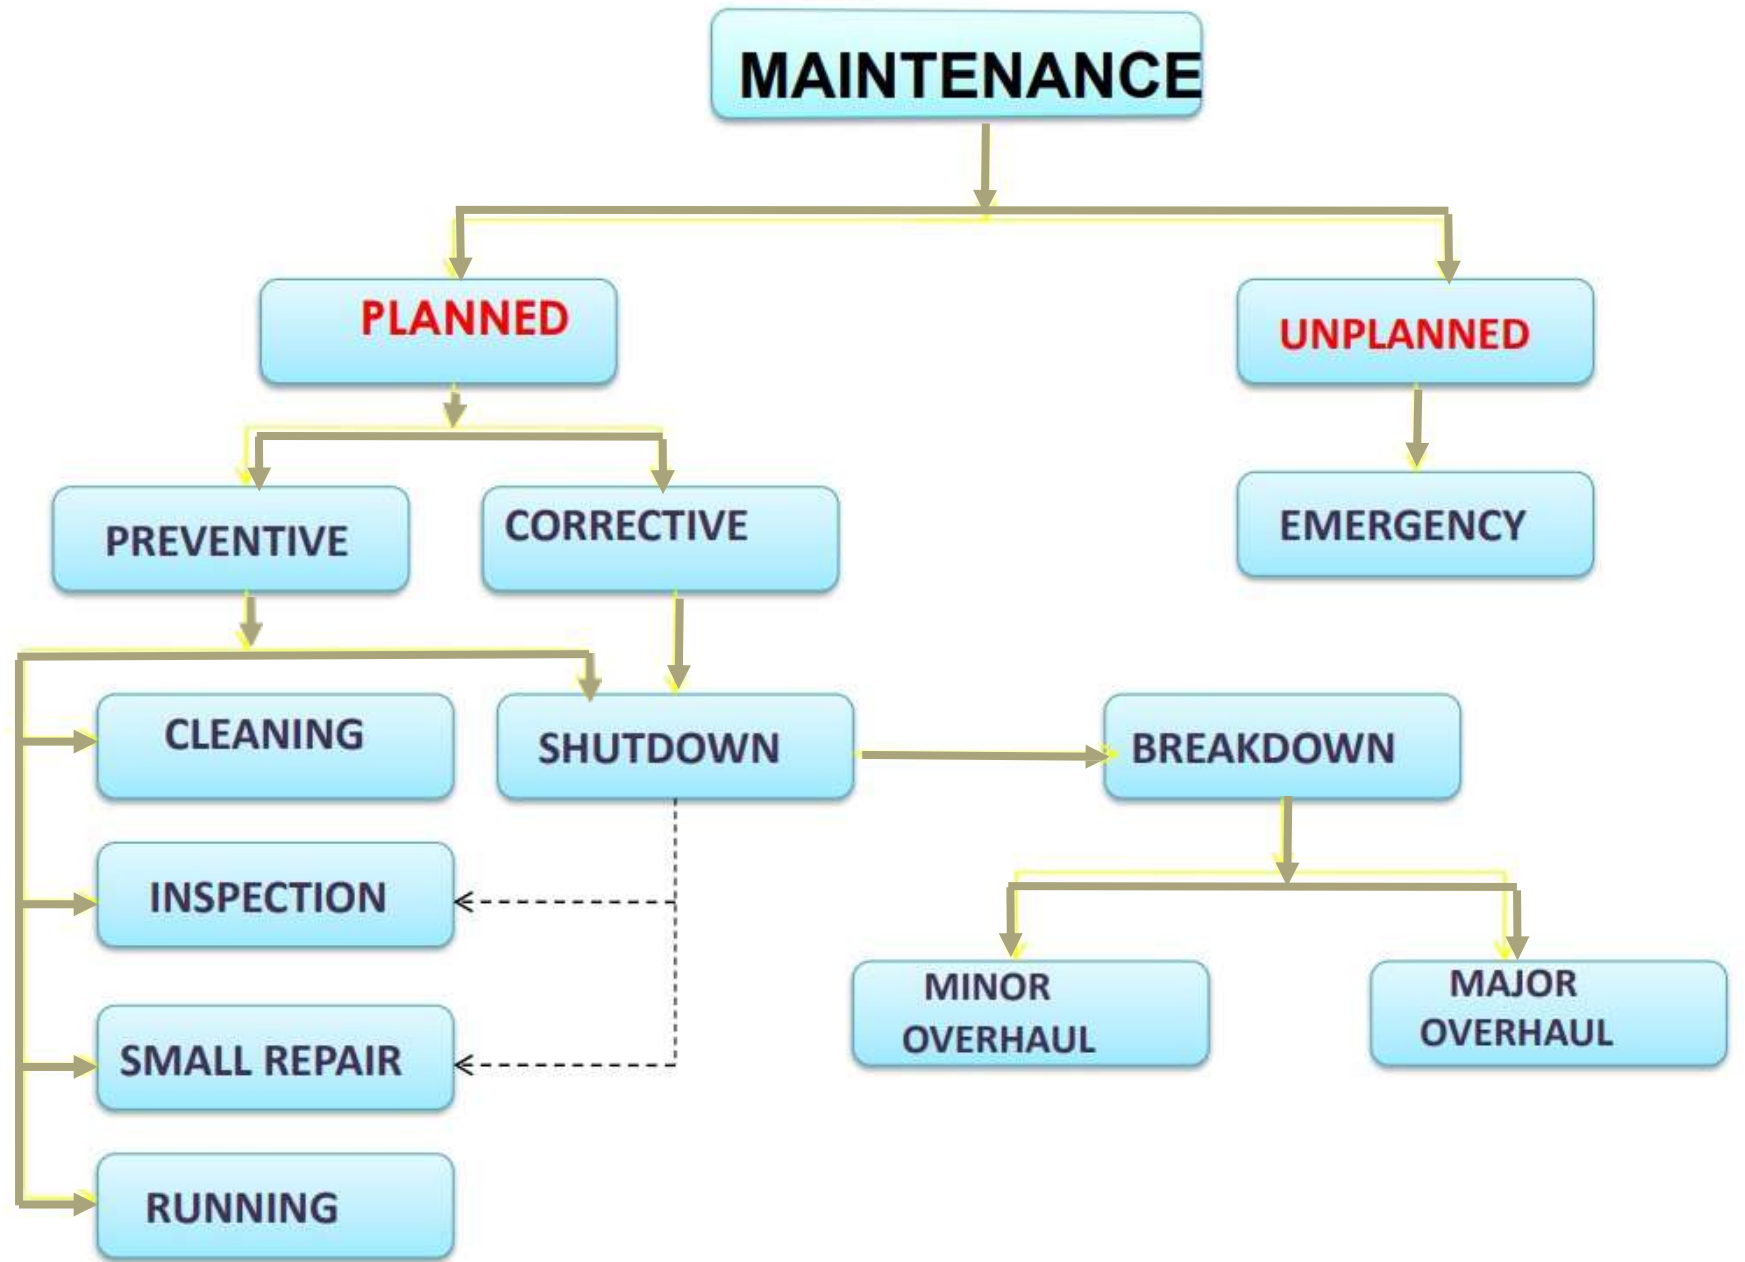 MAINTENANCE
PLANNED
UNPLANNED
PREVENTIVE
CORRECTIVE
EMERGENCY
CLEANING
SHUTDOWN
BREAKDOWN
INSPECTION
MINOR
OVERHAUL
MAJOR
OVERHAUL
SMALL REPAIR
RUNNING